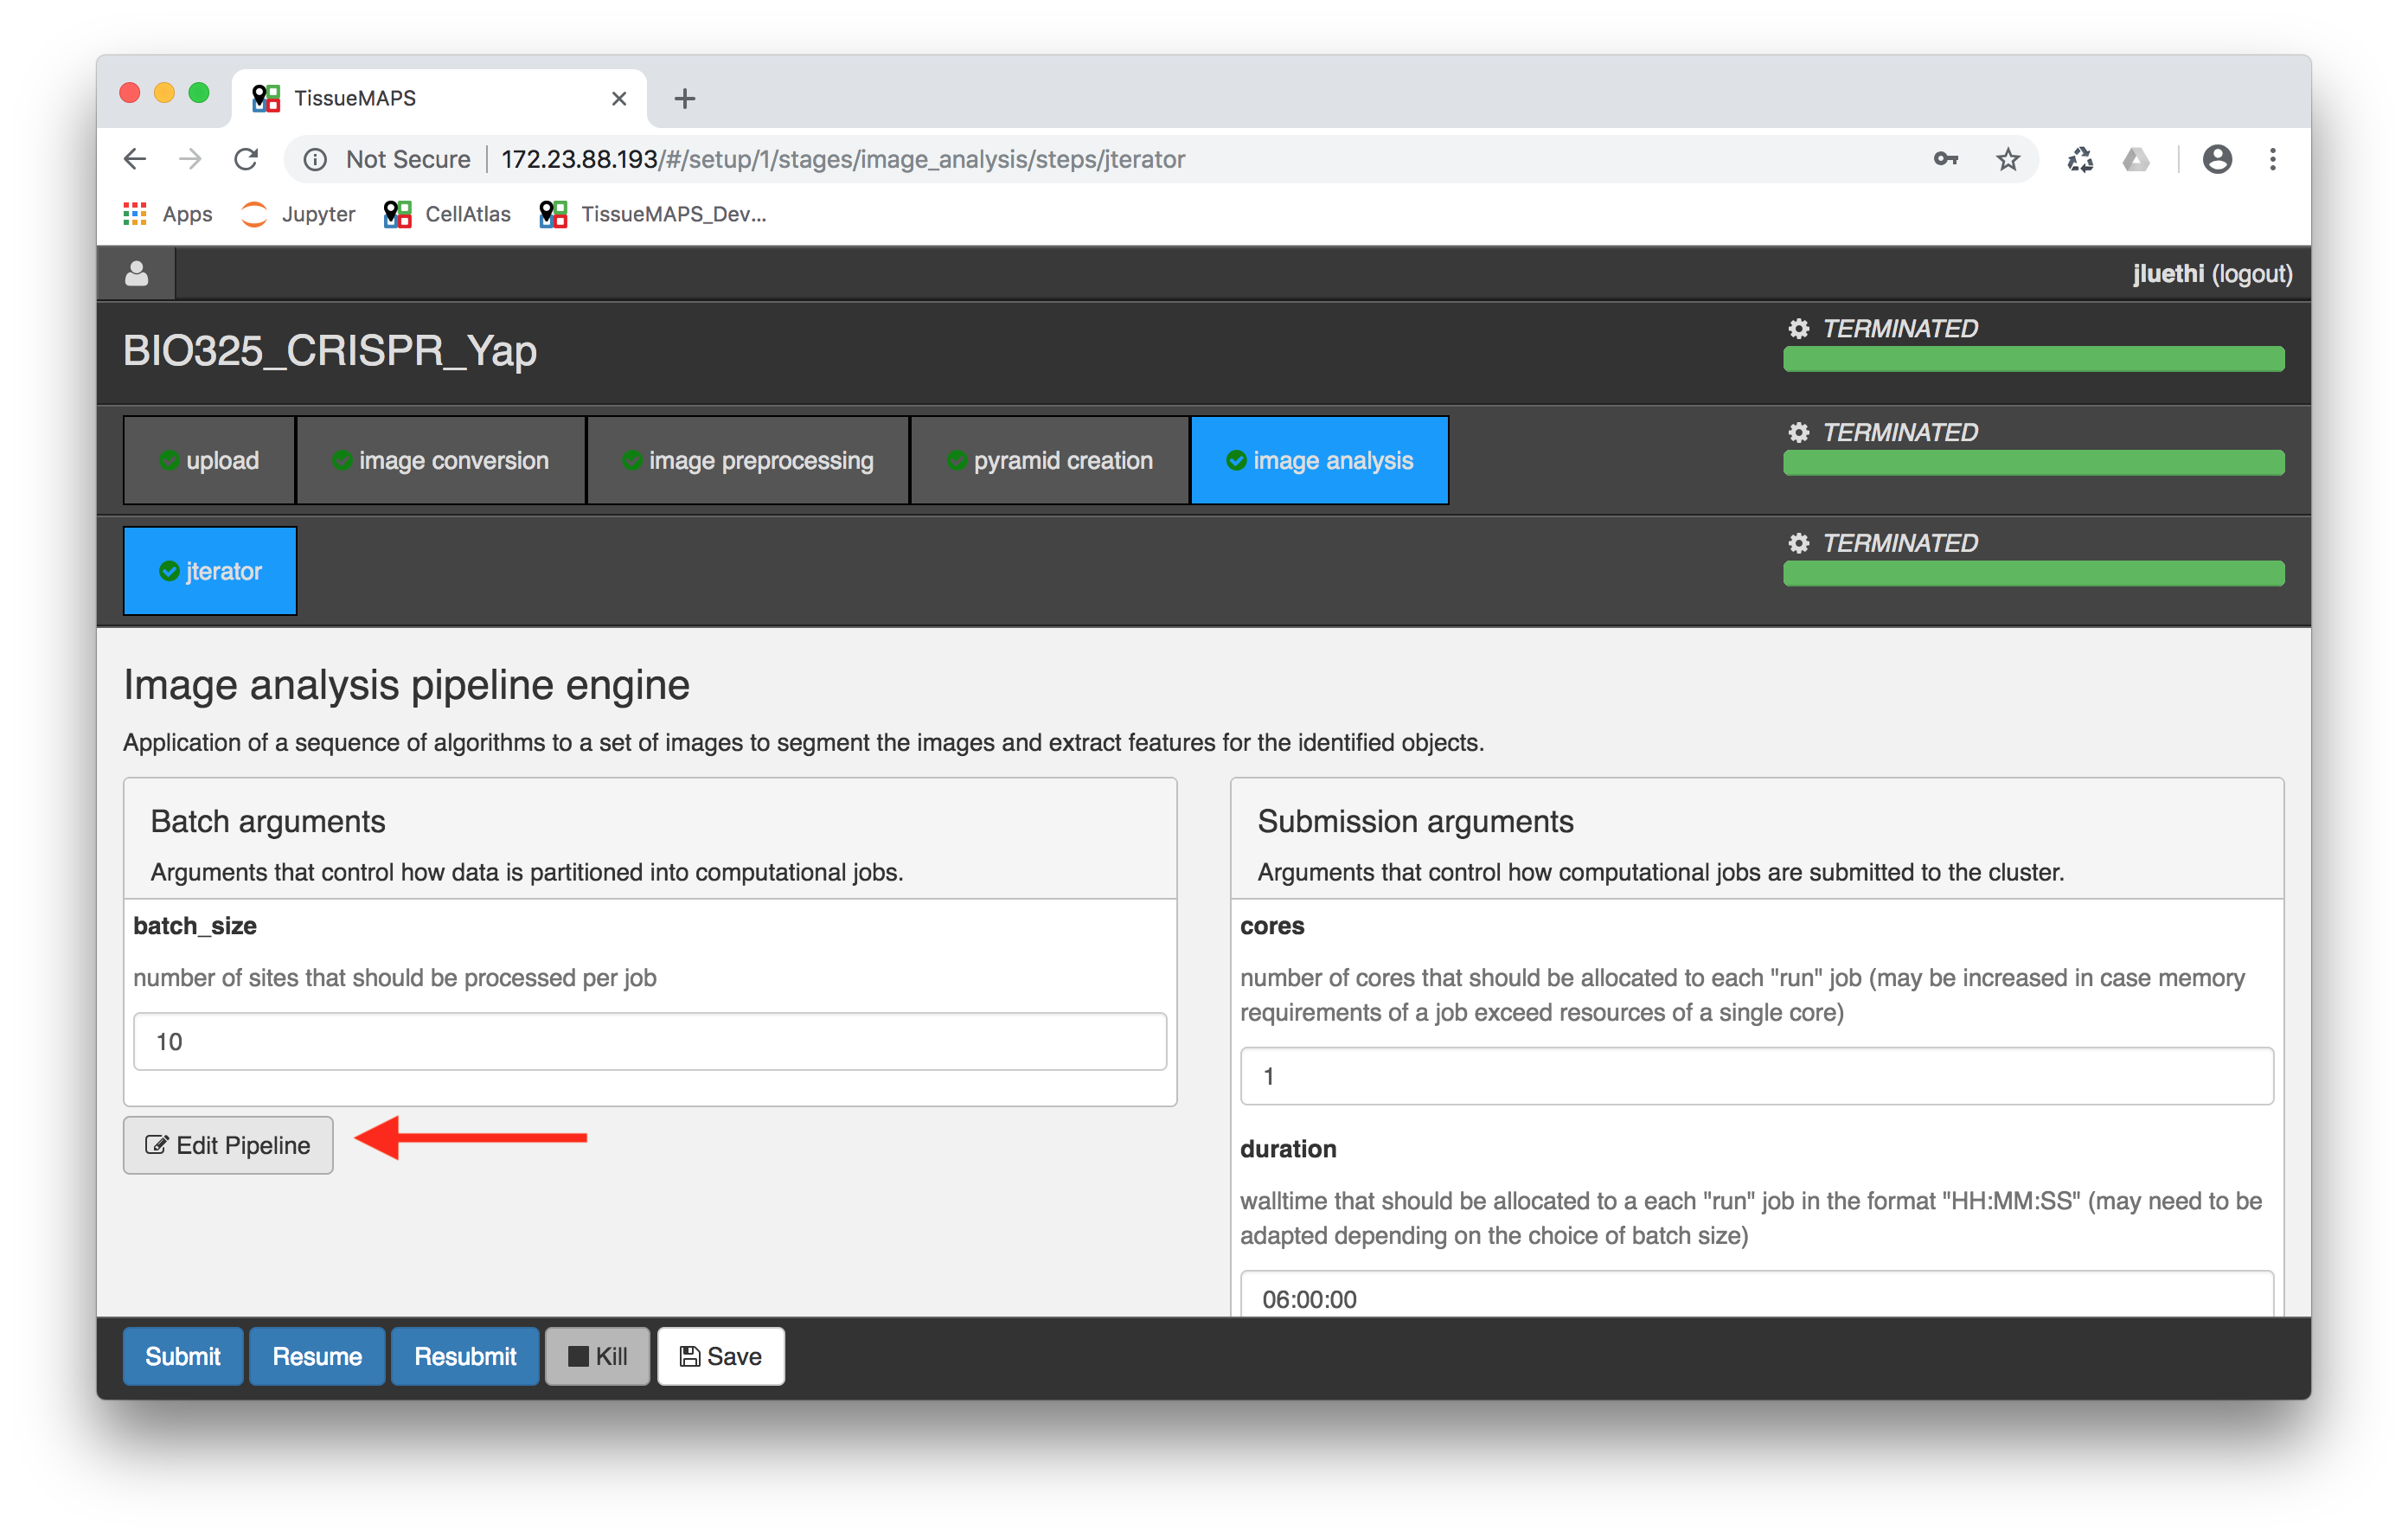 TissueMAPS
Not Secure 172.23.88.193/#/setup/1/stages/image_analysis/steps/jterator
Apps Jupyter CellAtlas TissueMAPS_Dev...
jluethi (logout)
BIO325_CRISPR_Yap
TERMINATED
upload image conversion image preprocessing pyramid creation image analysis
TERMINATED
jterator
TERMINATED
Image analysis pipeline engine
Application of a sequence of algorithms to a set of images to segment the images and extract features for the identified objects.
Batch arguments
Arguments that control how data is partitioned into computational jobs.
batch_size
number of sites that should be processed per job
10
Edit Pipeline
Submission arguments
Arguments that control how computational jobs are submitted to the cluster.
cores
number of cores that should be allocated to each "run" job (may be increased in case memory
requirements of a job exceed resources of a single core)
1
duration
walltime that should be allocated to a each "run" job in the format "HH:MM:SS" (may need to be
adapted depending on the choice of batch size)
06:00:00
Submit Resume Resubmit Kill Save